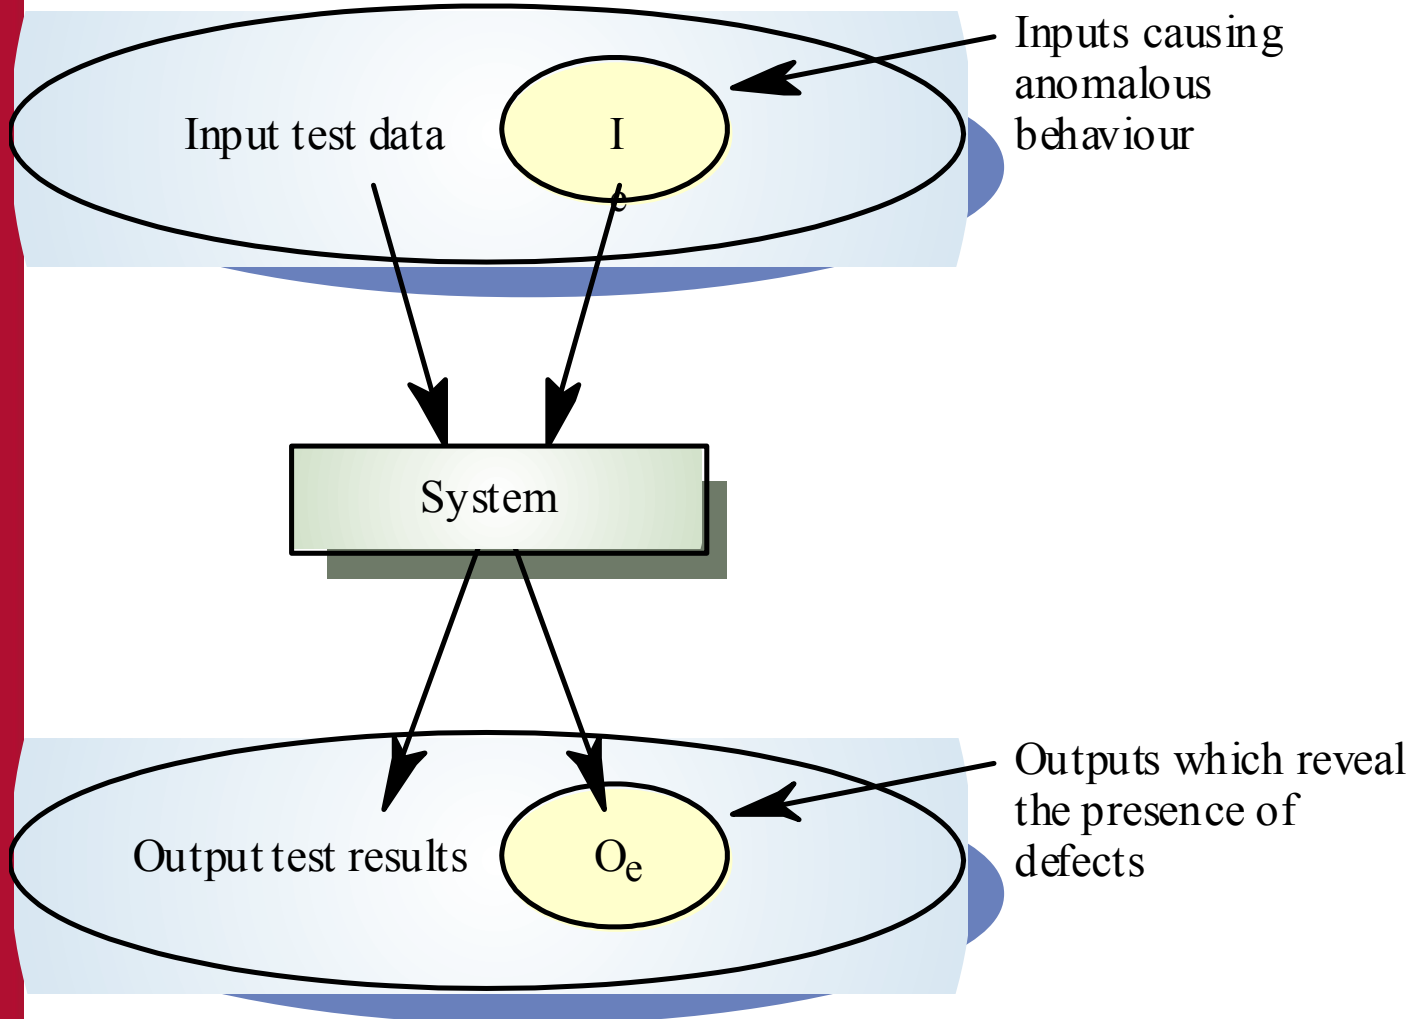 Inputs causing
anomalous
behaviour
Input test data
I
e
System
Outputs which reveal
the presence of
defects
Output test results
Oe